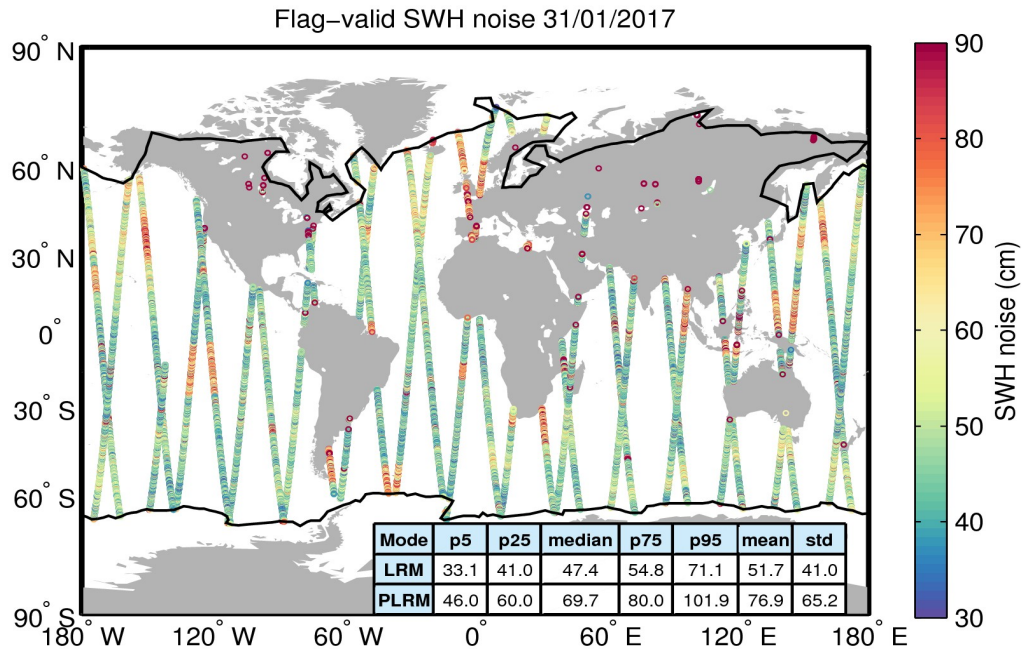 Flag−valid SWH noise 31/01/2017
90° N
60° N
30° N
0°
30° S
60° S
90° S
180° W
120° W
60° W
0°
60° E
120° E
180° E
Mode p5 p25 median p75 p95 mean std
LRM 33.1 41.0 47.4 54.8 71.1 51.7 41.0
PLRM 46.0 60.0 69.7 80.0 101.9 76.9 65.2
90
80
70
60
50
40
30
SWH noise (cm)